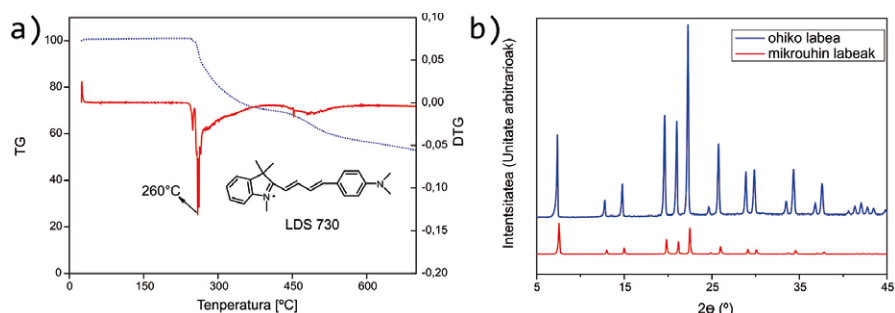 a)
TG
100
80
60
40
20
0
0,10
0,05
0,00
-0,05
-0,10
-0,15
-0,20
DTG
260°C
N
N
LDS 730
0
150
300
450
600
Tenperatura [ºC]
b)
Intentsitatea (Unitate arbitrarioak)
ohiko labea
mikrouhin labeak
5
15
25
35
45
2ɵ (º)